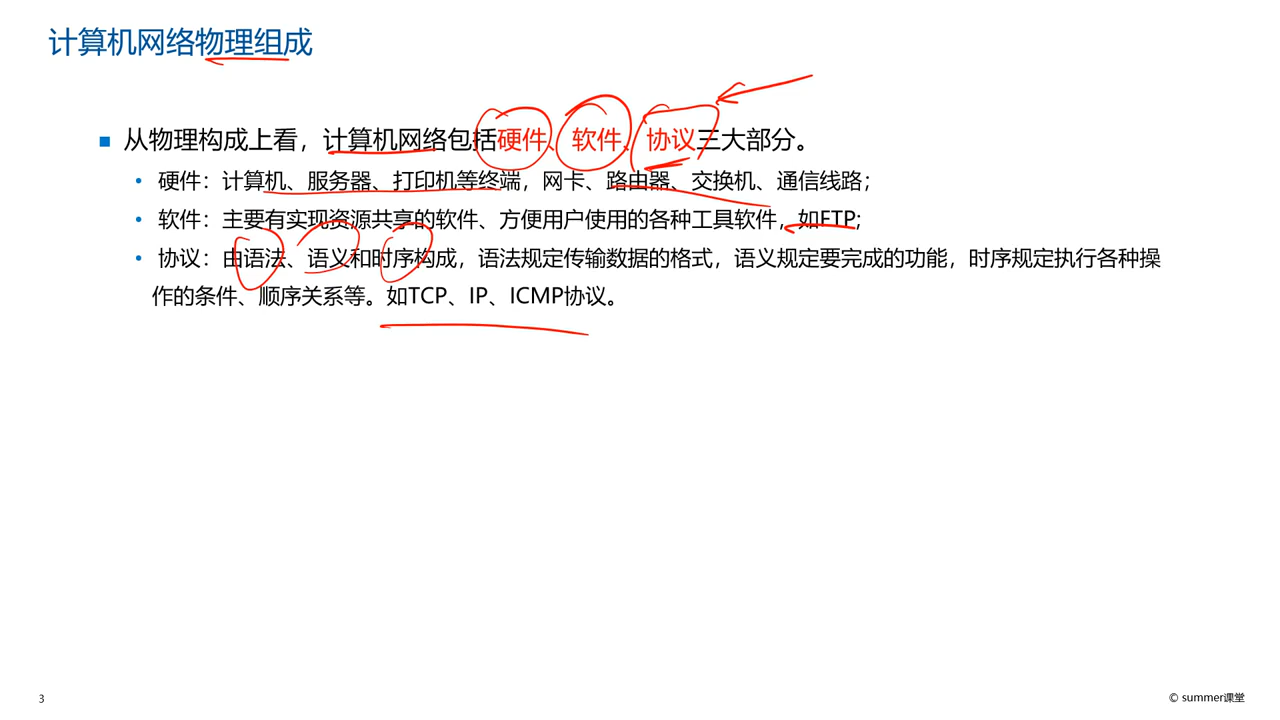 计算机网络物理组成
■ 从物理构成上看，计算机网络包括硬件、软件、协议三大部分。
• 硬件：计算机、服务器、打印机等终端，网卡、路由器、交换机、通信线路；
• 软件：主要有实现资源共享的软件、方便用户使用的各种工具软件，如FTP;
• 协议：由语法、语义和时序构成，语法规定传输数据的格式，语义规定要完成的功能，时序规定执行各种操
作的条件、顺序关系等。如TCP、IP、ICMP协议。
3
© summer课堂